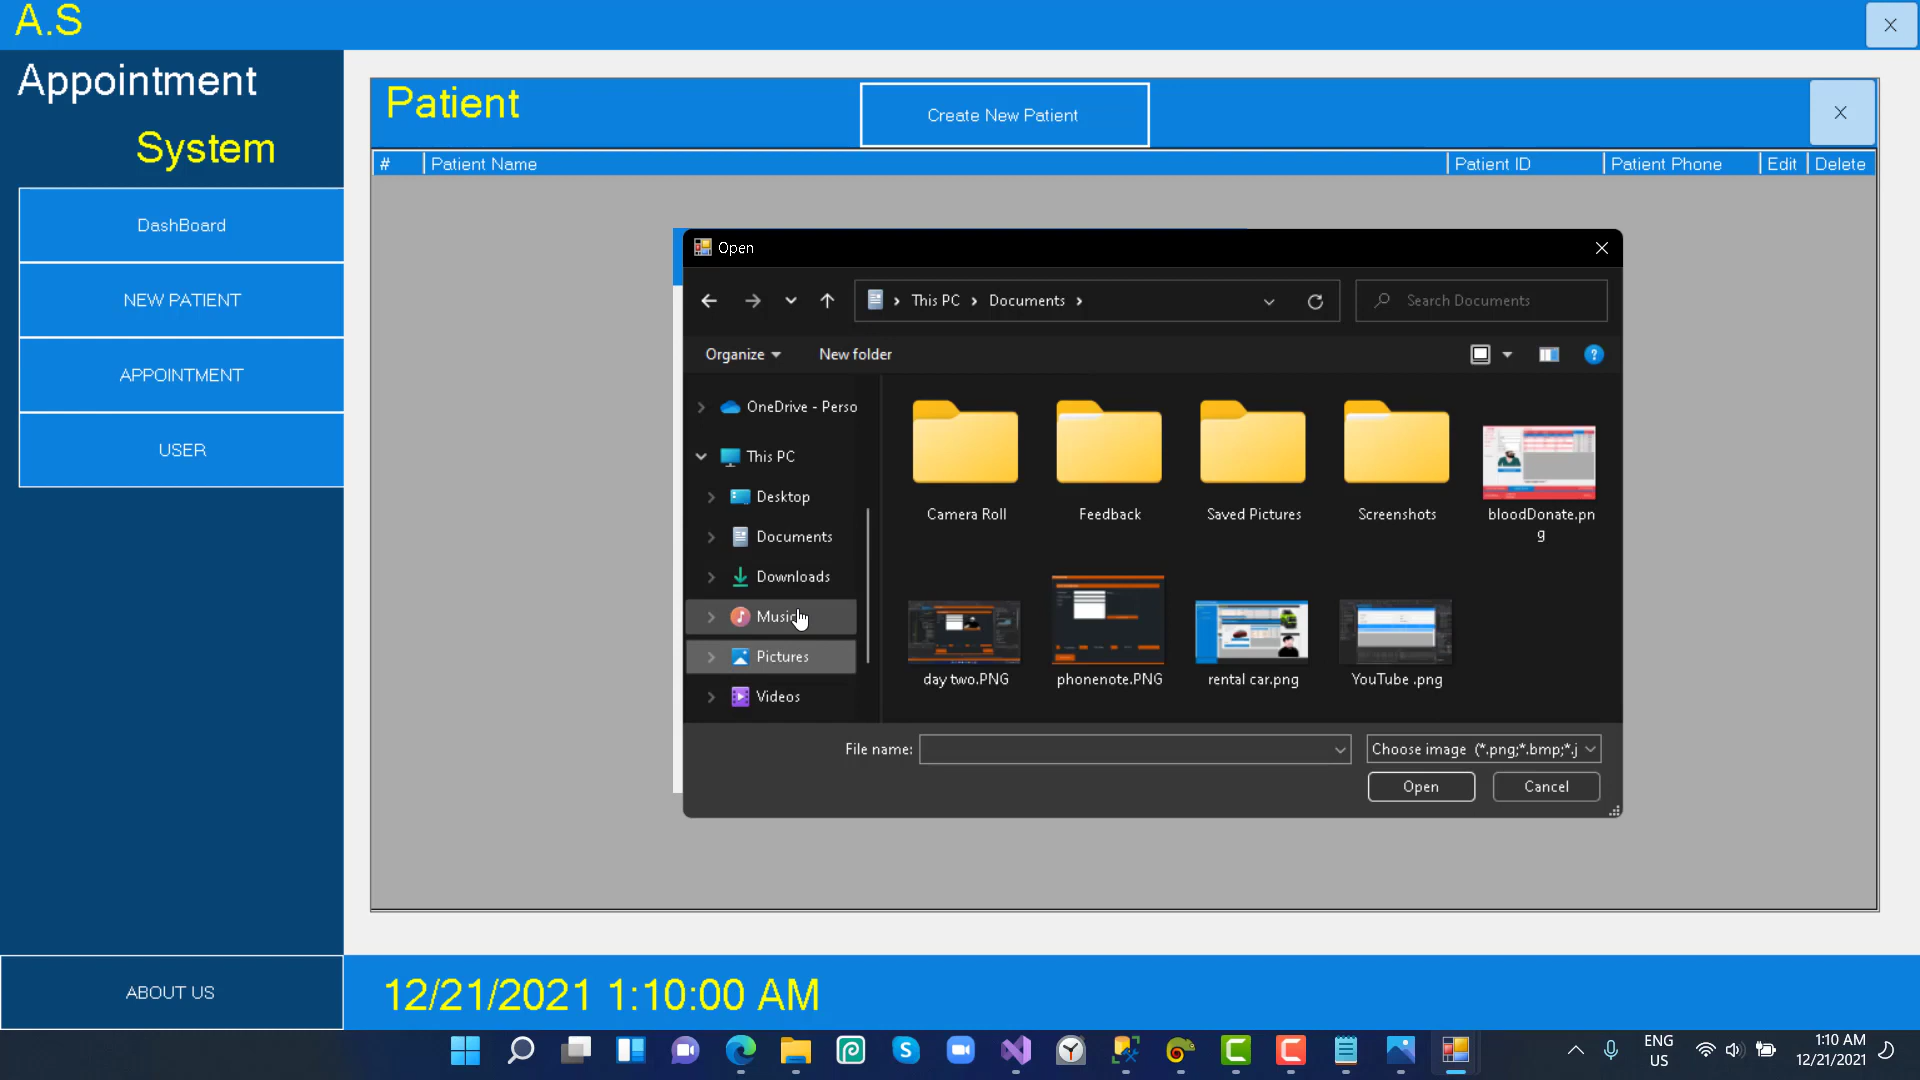 A.S
Appointment
System
DashBoard
NEW PATIENT
APPOINTMENT
USER
ABOUT US
Patient
Create New Patient
# Patient Name Patient ID Patient Phone Edit Delete
Open
This PC Documents
Search Documents
Organize New folder
OneDrive - Perso
This PC
Desktop
Documents
Downloads
Music
Pictures
Videos
Camera Roll
Feedback
Saved Pictures
Screenshots
bloodDonate.pn
g
day two.PNG
phonenote.PNG
rental car.png
YouTube .png
File name:
Choose image (*.png;*.bmp;*.j
Open
Cancel
12/21/2021 1:10:00 AM
ENG
US
1:10 AM
12/21/2021